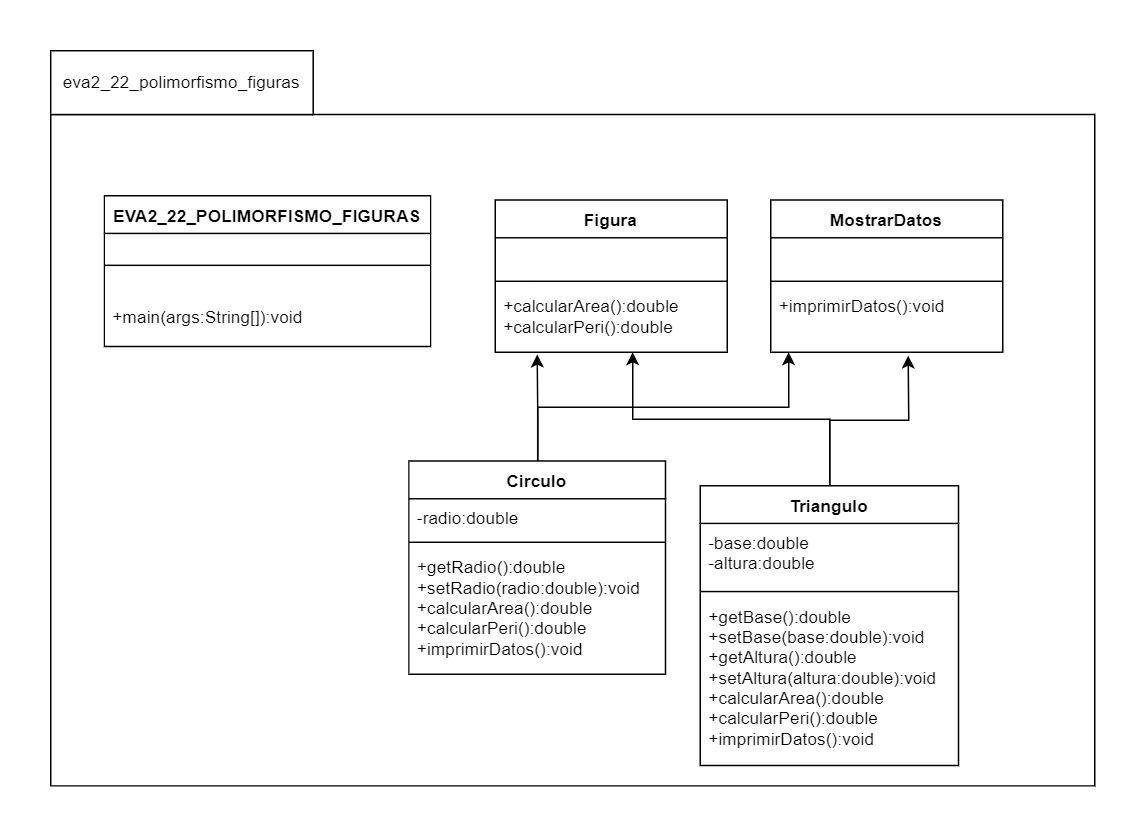 eva2_22_polimorfismo_figuras
EVA2_22_POLIMORFISMO_FIGURAS
+main(args:String[]):void
Figura
+calcularArea():double
+calcularPeri():double
MostrarDatos
+imprimirDatos():void
Circulo
-radio:double
+getRadio():double
+setRadio(radio:double):void
+calcularArea():double
+calcularPeri():double
+imprimirDatos():void
Triangulo
-base:double
-altura:double
+getBase():double
+setBase(base:double):void
+getAltura():double
+setAltura(altura:double):void
+calcularArea():double
+calcularPeri():double
+imprimirDatos():void